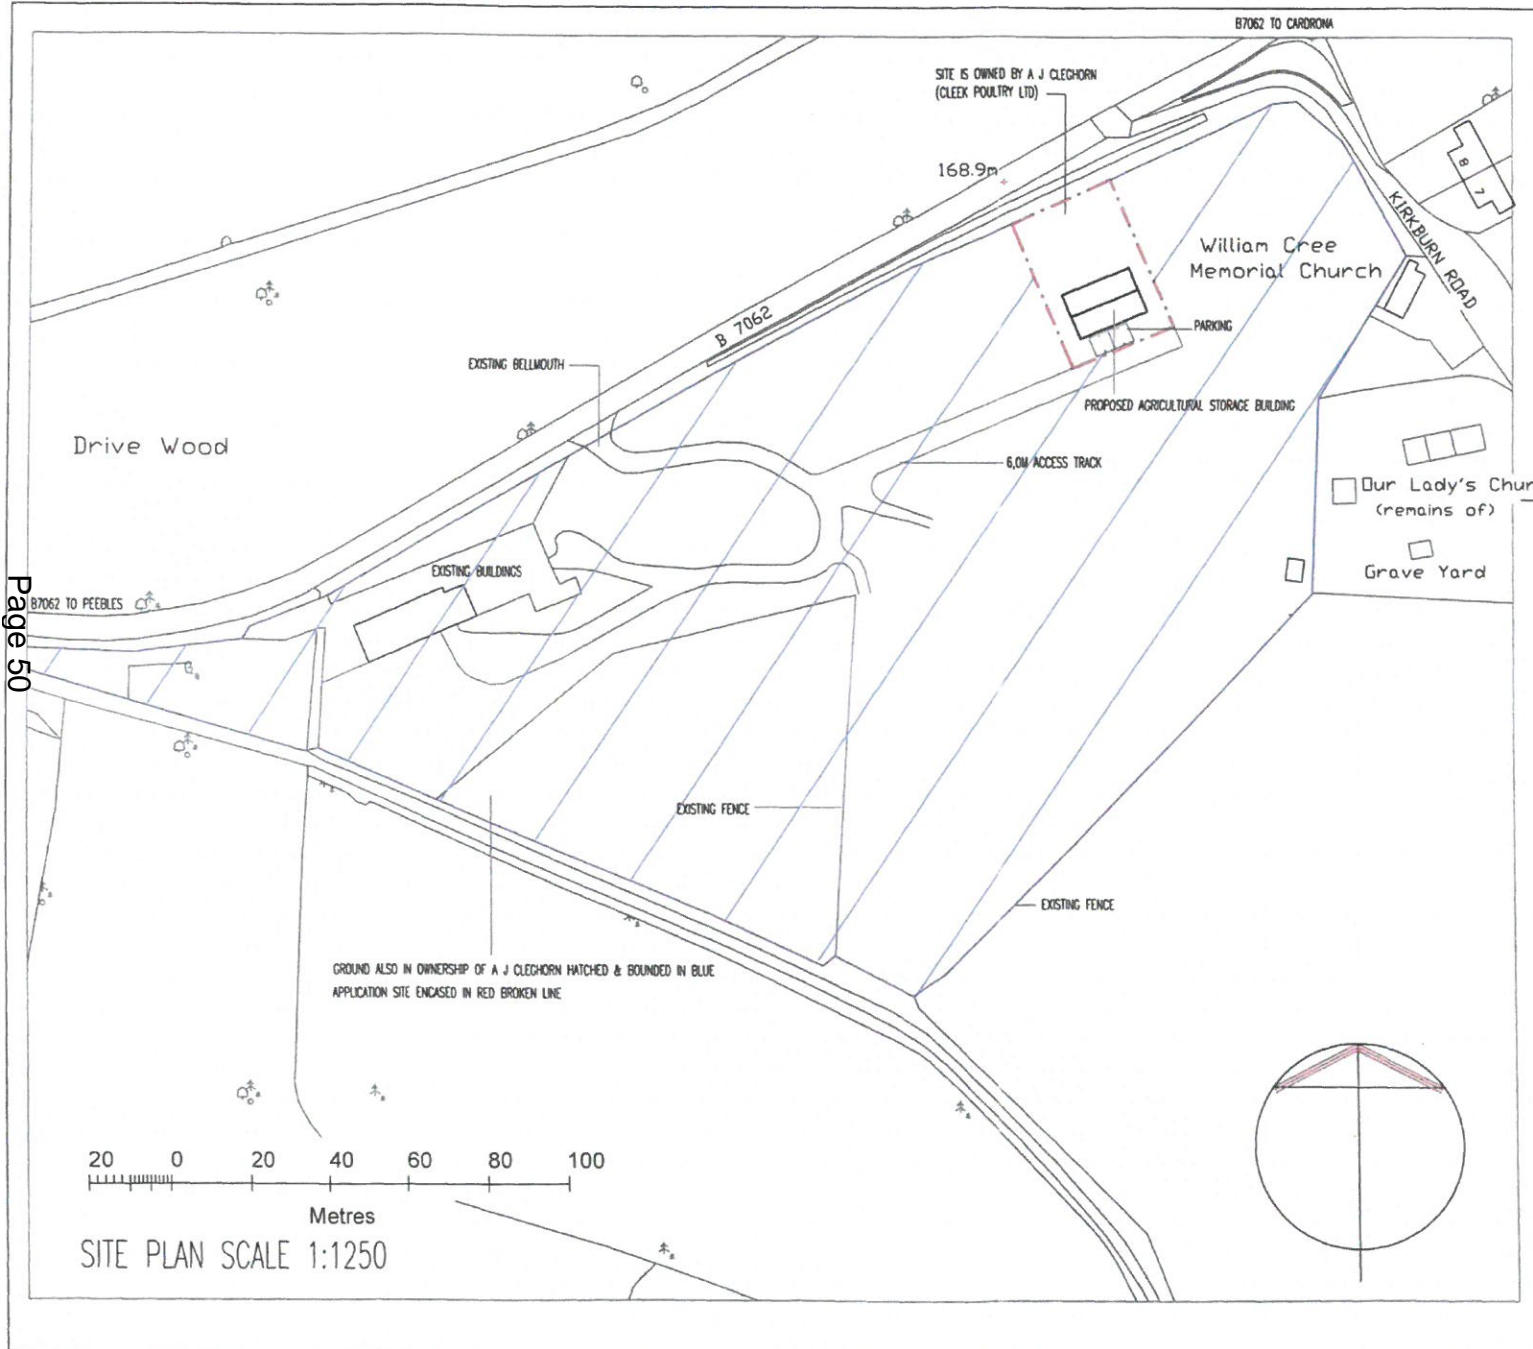 B7062 TO CARDRONA
SITE IS OWNED BY A J CLEGHORN
(CLEEK POULTRY LTD)
168.9m
8
7
KIRKBURN ROAD
William Cree
Memorial Church
B 7062
PARKING
EXISTING BELLMOUTH
PROPOSED AGRICULTURAL STORAGE BUILDING
Drive Wood
6,0M ACCESS TRACK
Our Lady's Chur
(remains of)
EXISTING BUILDINGS
Grave Yard
B7062 TO PEEBLES
Page 50
EXISTING FENCE
EXISTING FENCE
GROUND ALSO IN OWNERSHIP OF A J CLEGHORN HATCHED & BOUNDED IN BLUE
APPLICATION SITE ENCASED IN RED BROKEN LINE
20 0 20 40 60 80 100
Metres
SITE PLAN SCALE 1:1250